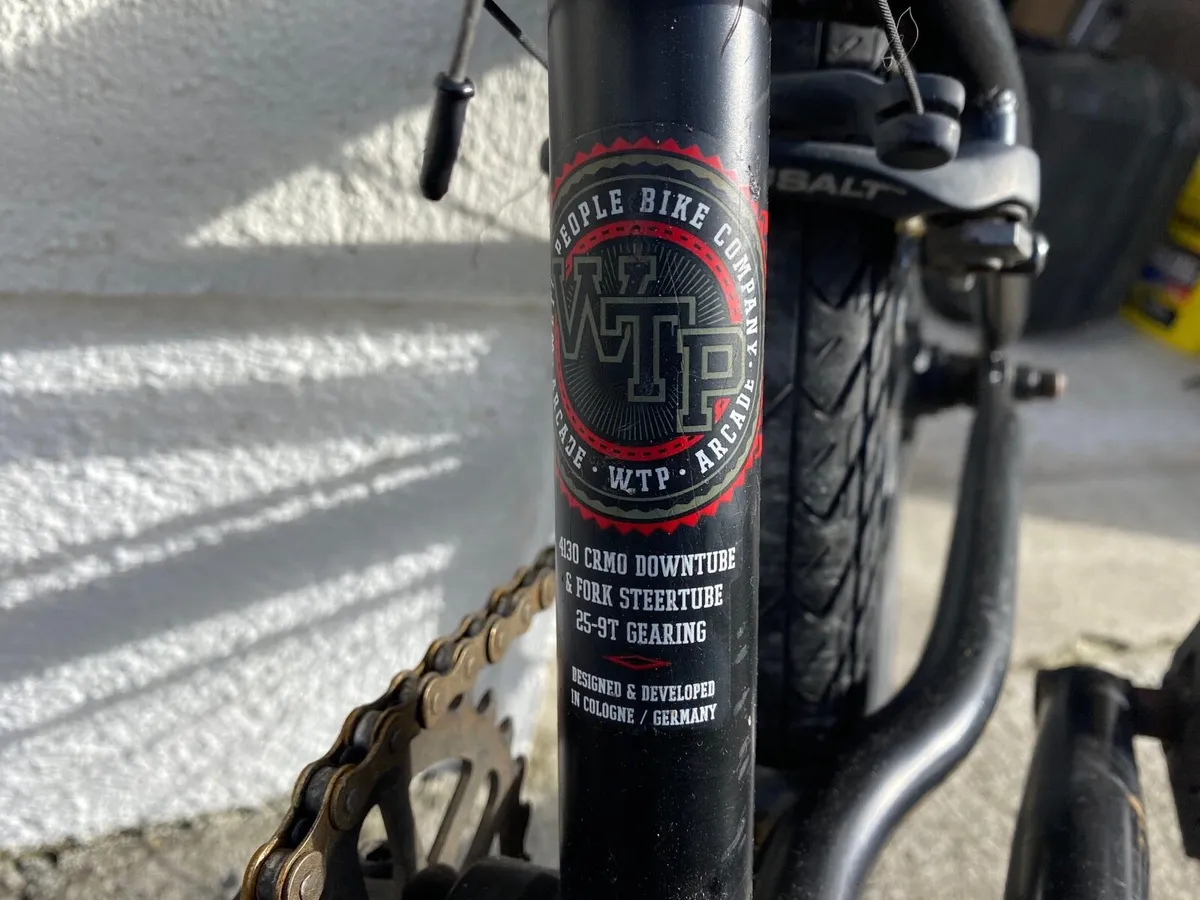 PEOPLE BIKE COMPANY
WTP
ARCADE · WTP · ARCADE
4130 CRMO DOWNTUBE
& FORK STEERTUBE
25-9T GEARING
DESIGNED & DEVELOPED
IN COLOGNE / GERMANY
SALT